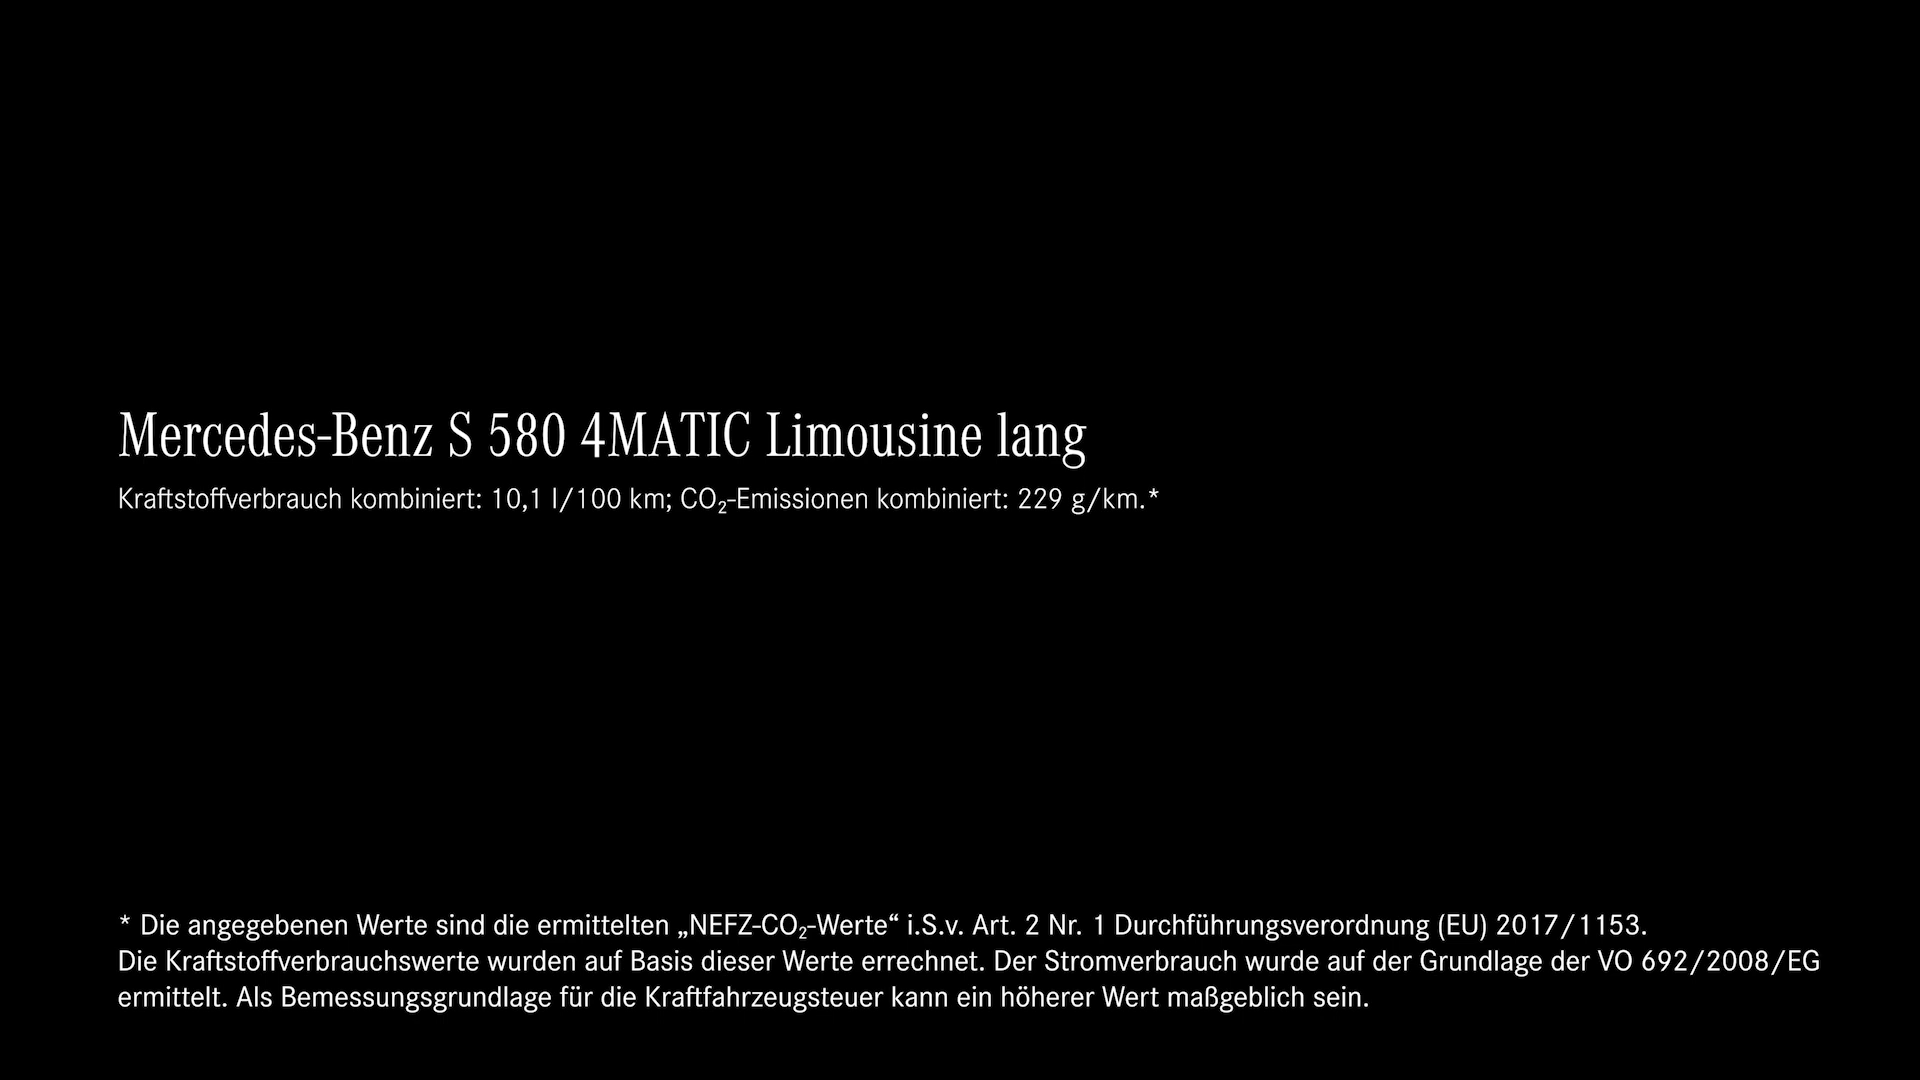 Mercedes-Benz S 580 4MATIC Limousine lang
Kraftstoffverbrauch kombiniert: 10,1 l/100 km; CO₂-Emissionen kombiniert: 229 g/km.*
* Die angegebenen Werte sind die ermittelten „NEFZ-CO₂-Werte“ i.S.v. Art. 2 Nr. 1 Durchführungsverordnung (EU) 2017/1153.
Die Kraftstoffverbrauchswerte wurden auf Basis dieser Werte errechnet. Der Stromverbrauch wurde auf der Grundlage der VO 692/2008/EG
ermittelt. Als Bemessungsgrundlage für die Kraftfahrzeugsteuer kann ein höherer Wert maßgeblich sein.